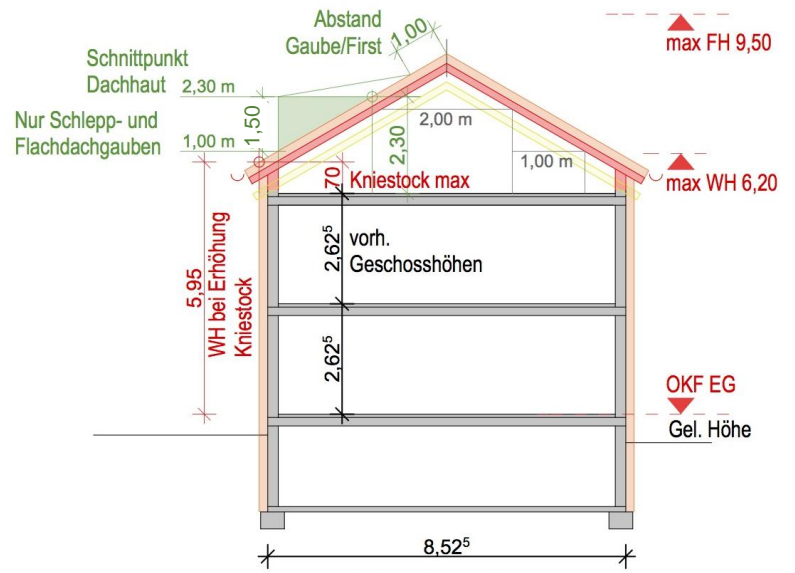 Abstand
Gaube/First
1,00
max FH 9,50
Schnittpunkt
Dachhaut
2,30 m
Nur Schlepp- und
Flachdachgauben
1,00 m
1,50
2,30
2,00 m
1,00 m
70
Kniestock max
max WH 6,20
2,62⁵
vorh.
Geschosshöhen
5,95
WH bei Erhöhung
Kniestock
2,62⁵
OKF EG
Gel. Höhe
8,52⁵